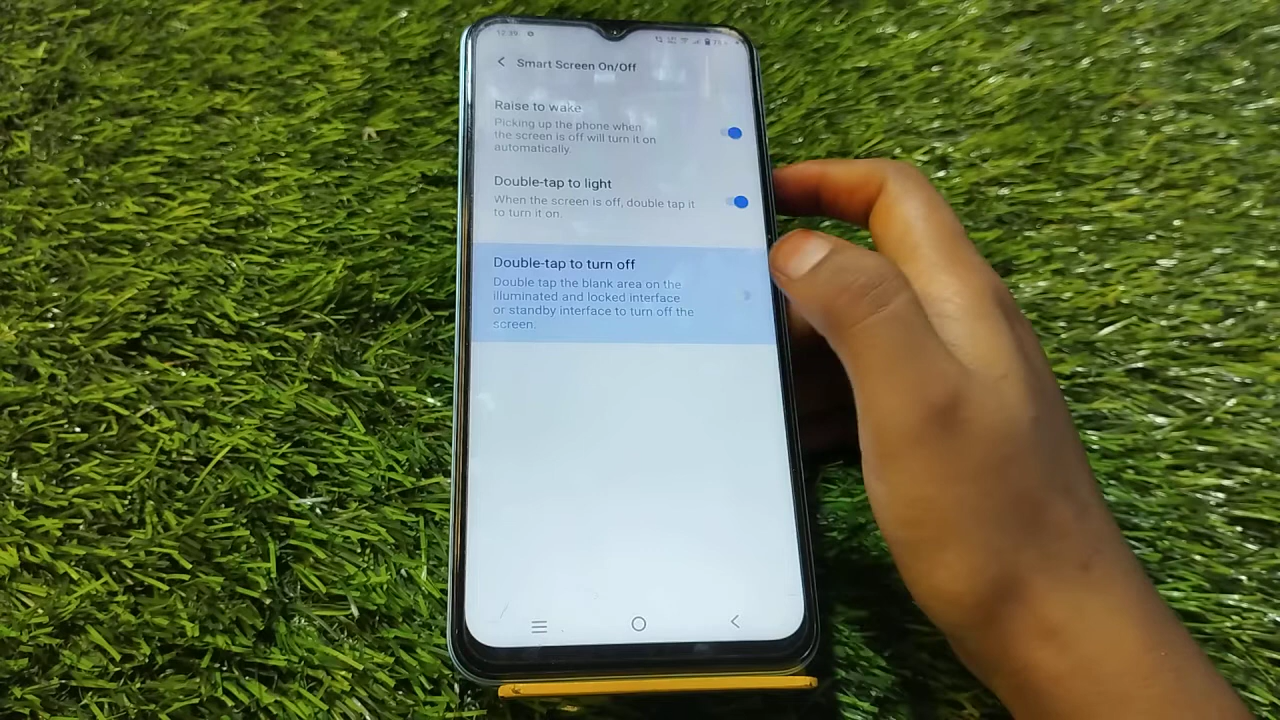 12:39
Smart Screen On/Off
Raise to wake
Picking up the phone when
the screen is off will turn it on
automatically.
Double-tap to light
When the screen is off, double tap it
to turn it on.
Double-tap to turn off
Double tap the blank area on the
illuminated and locked interface
or standby interface to turn off the
screen.